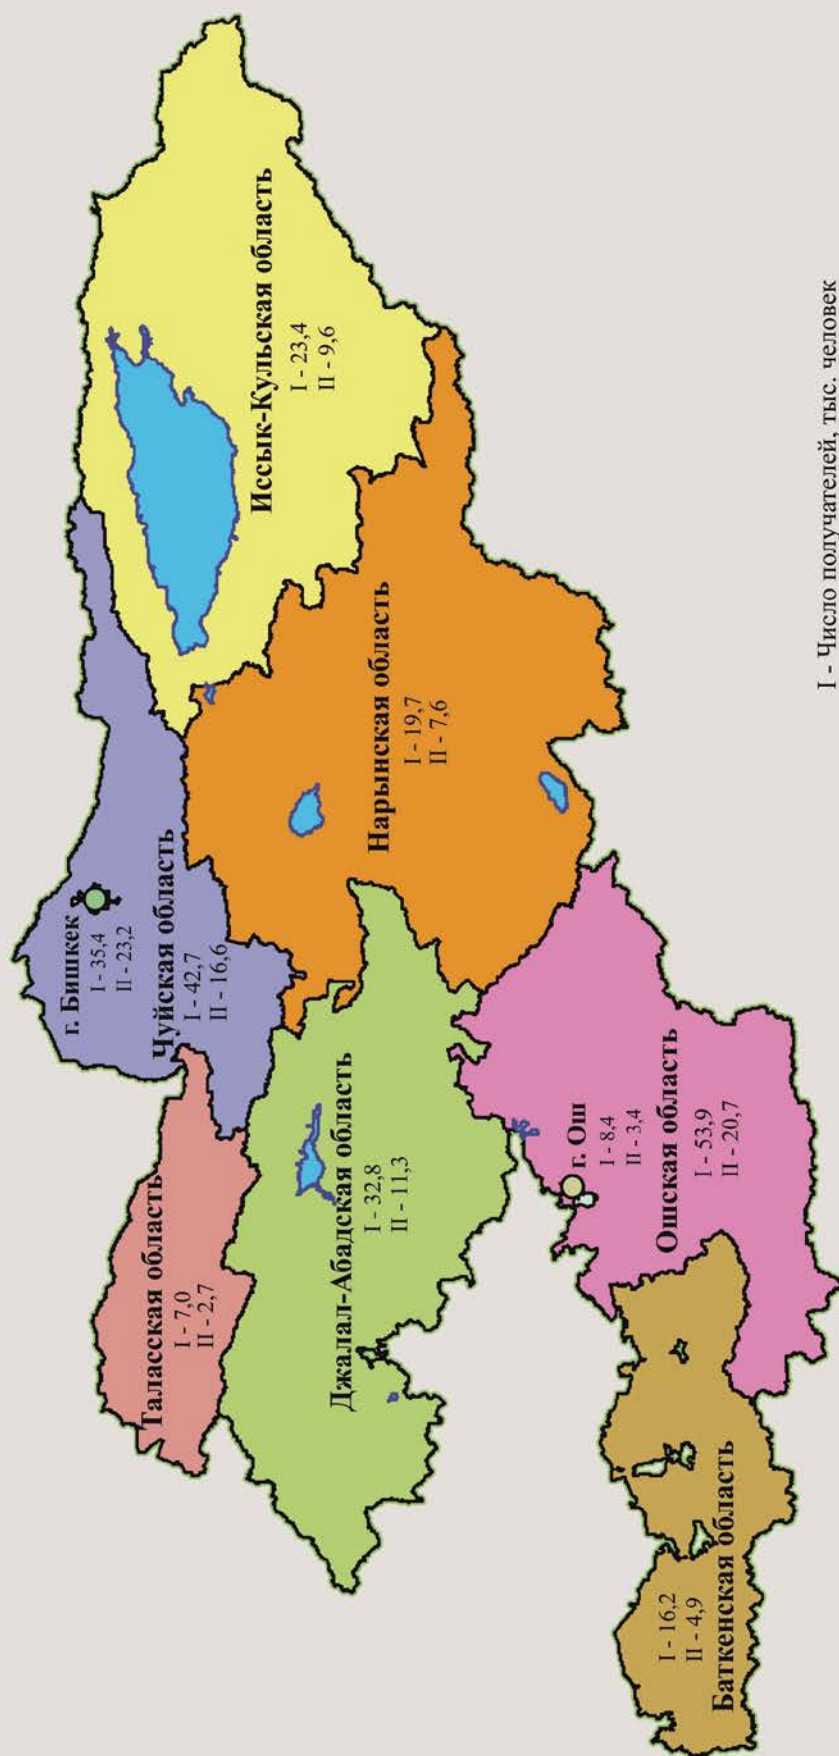 г. Бишкек
I - 35,4
II - 23,2
Чуйская область
I - 42,7
II - 16,6
Таласская область
I - 7,0
II - 2,7
Иссык-Кульская область
I - 23,4
II - 9,6
Джалал-Абадская область
I - 32,8
II - 11,3
Нарынская область
I - 19,7
II - 7,6
г. Ош
I - 8,4
II - 3,4
Ошская область
I - 53,9
II - 20,7
I - 16,2
II - 4,9
Баткенская область
I - Число получателей, тыс. человек